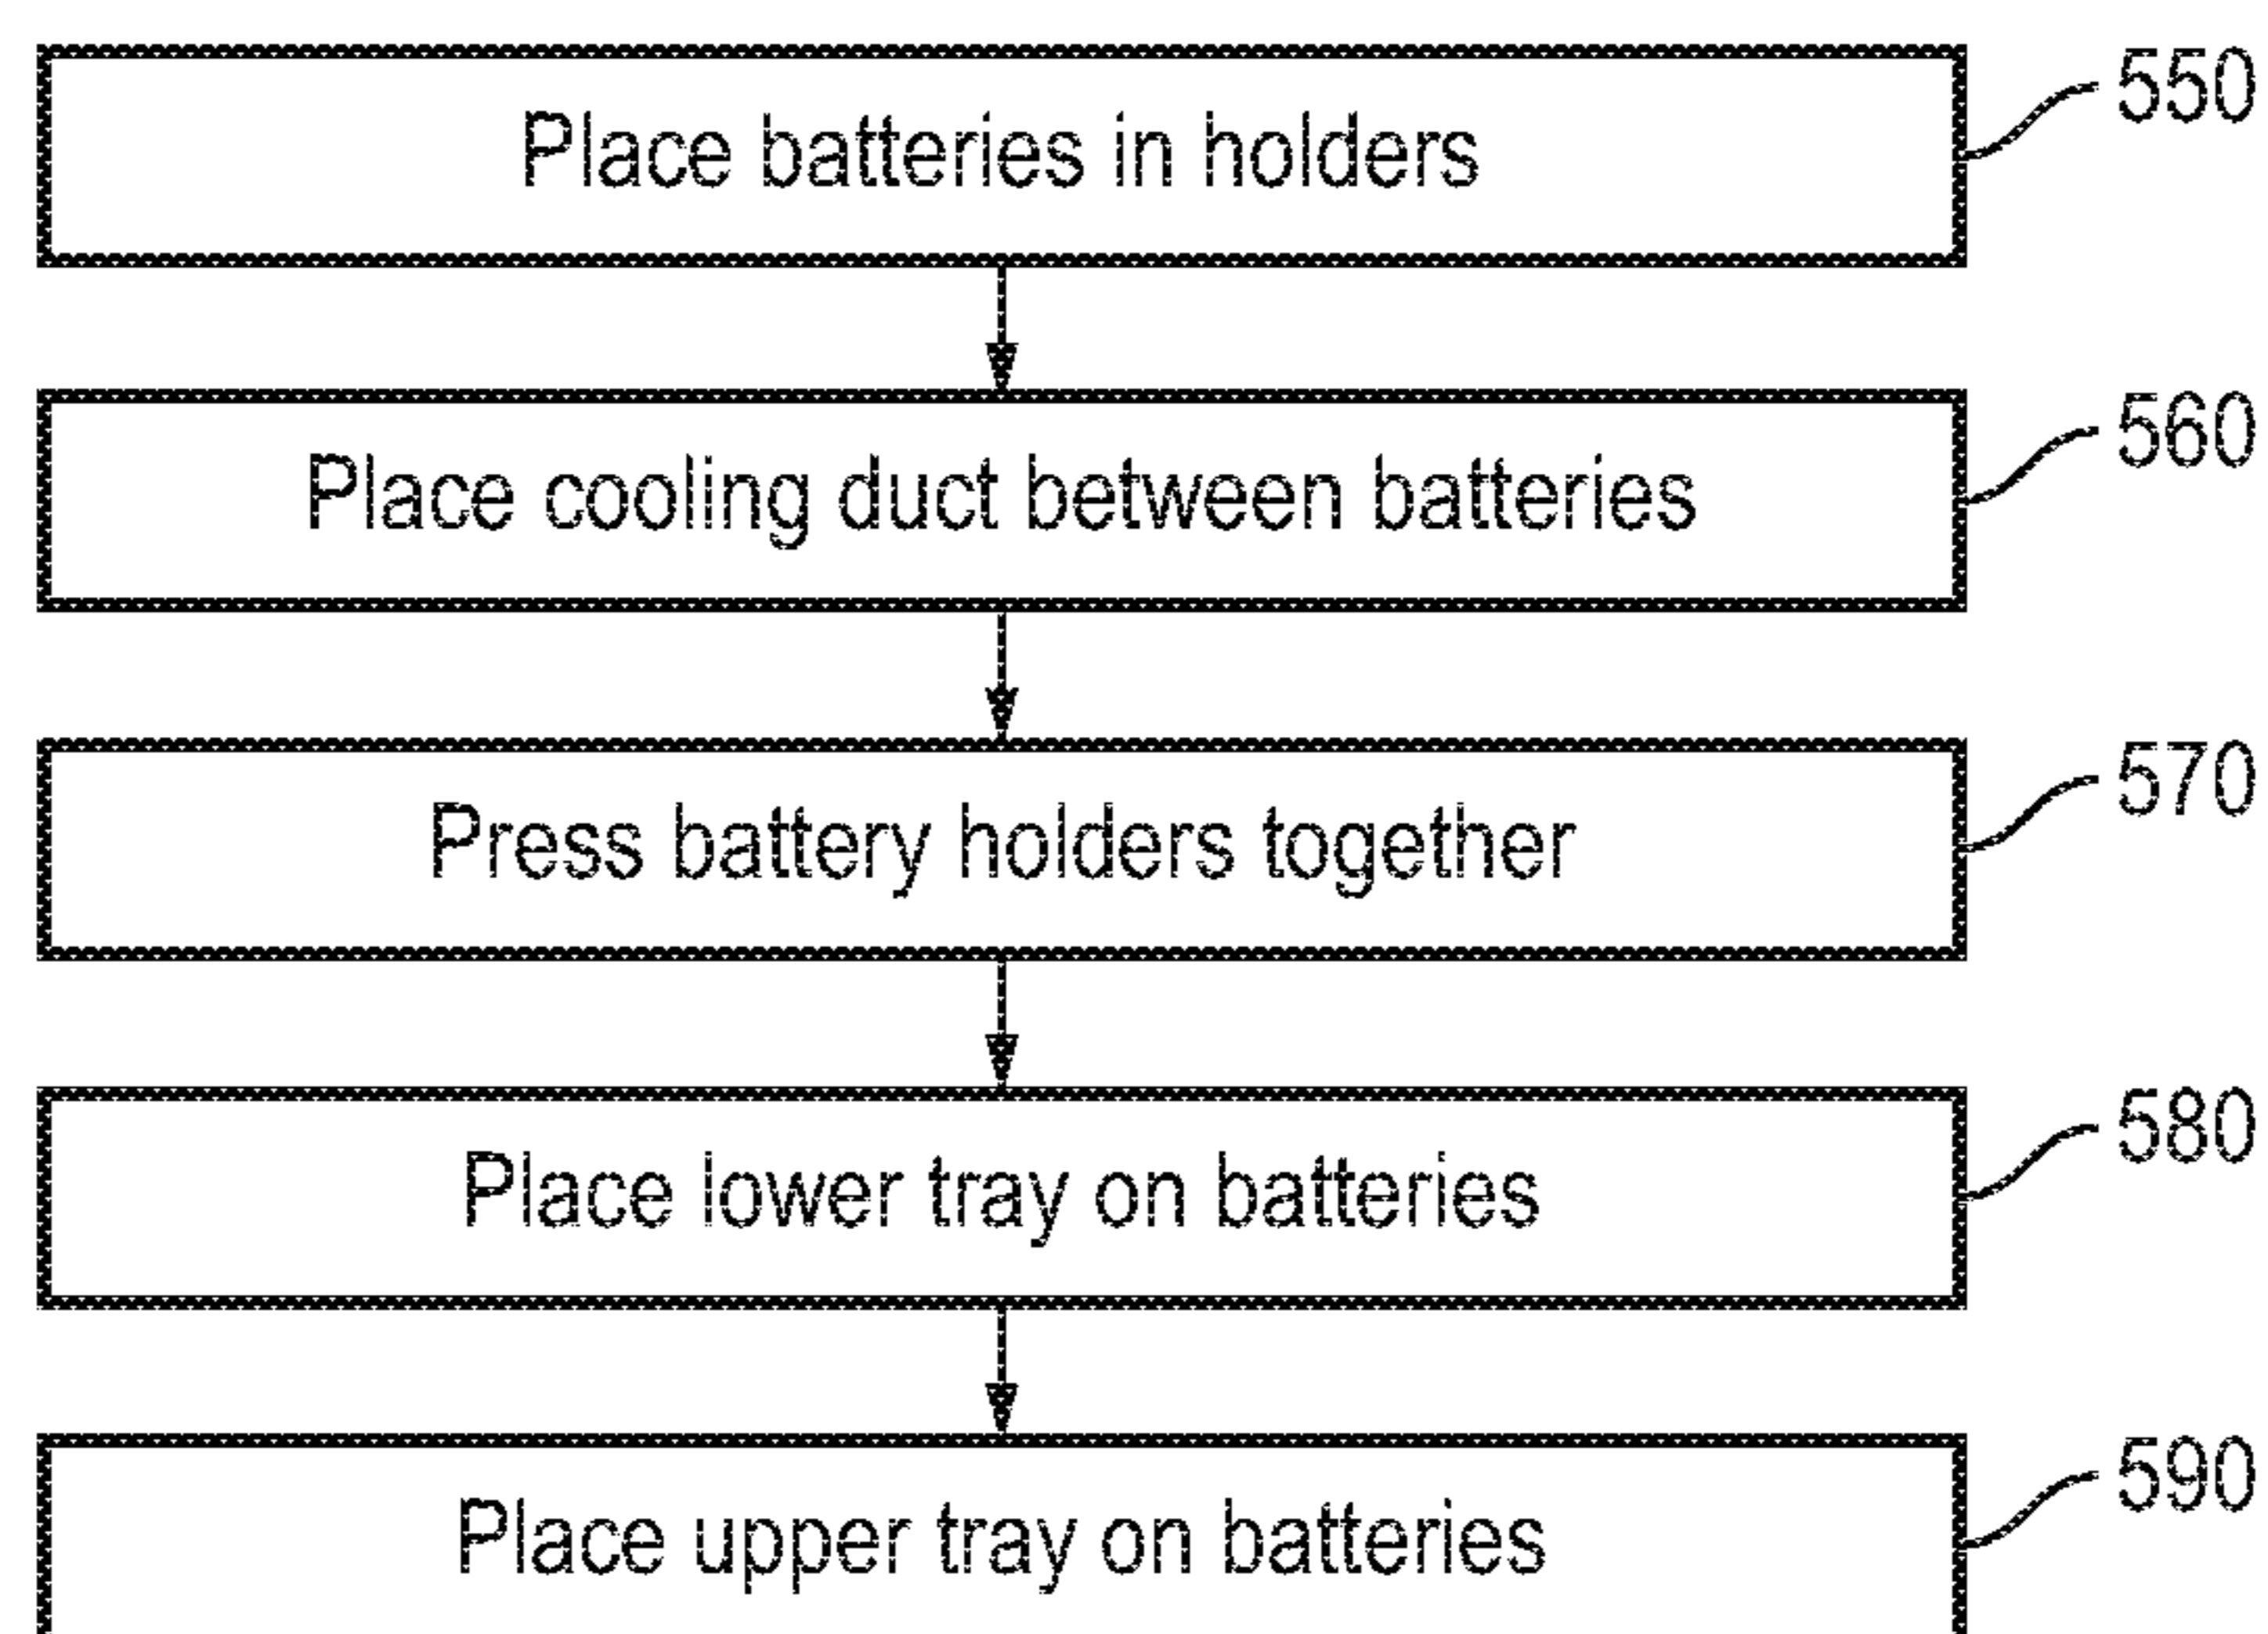 Place batteries in holders 550
Place cooling duct between batteries 560
Press battery holders together 570
Place lower tray on batteries 580
Place upper tray on batteries 590